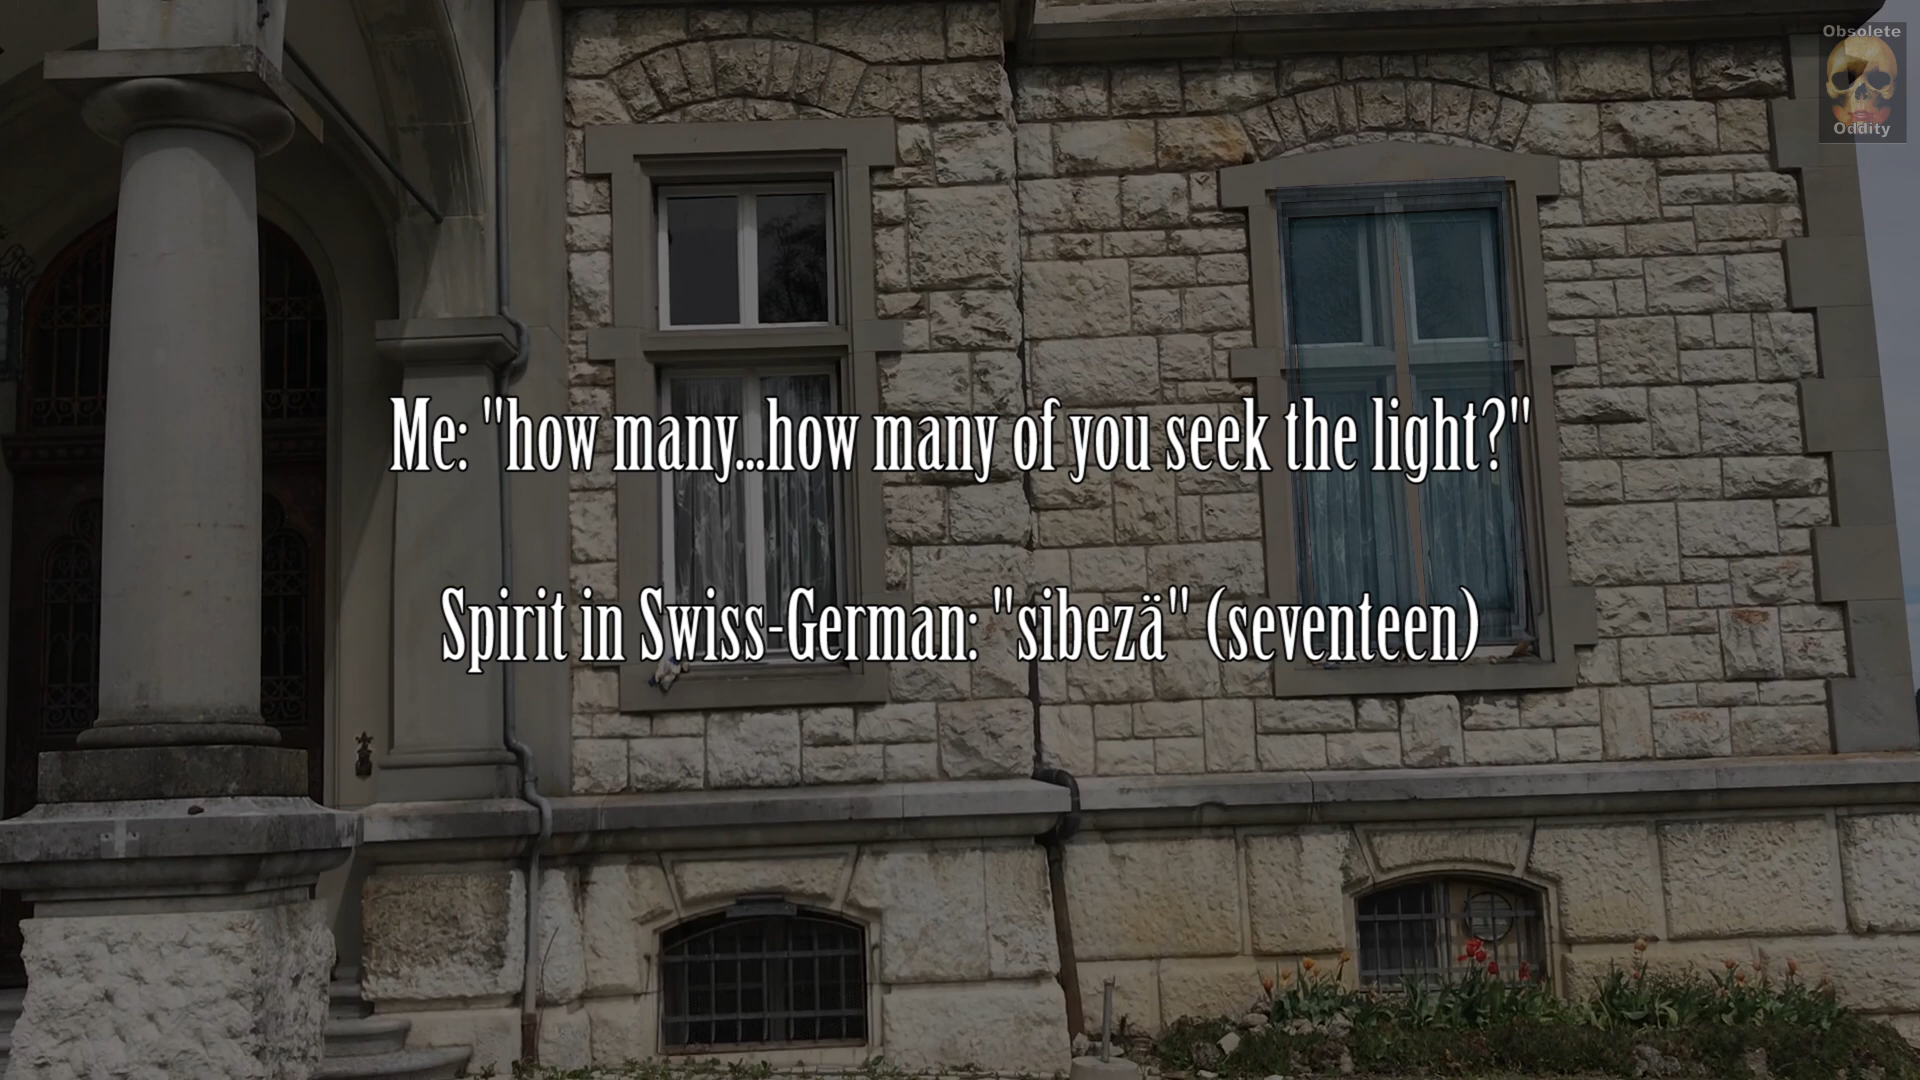 Obsolete
Oddity
Me: "how many...how many of you seek the light?"
Spirit in Swiss-German: "sibezä" (seventeen)